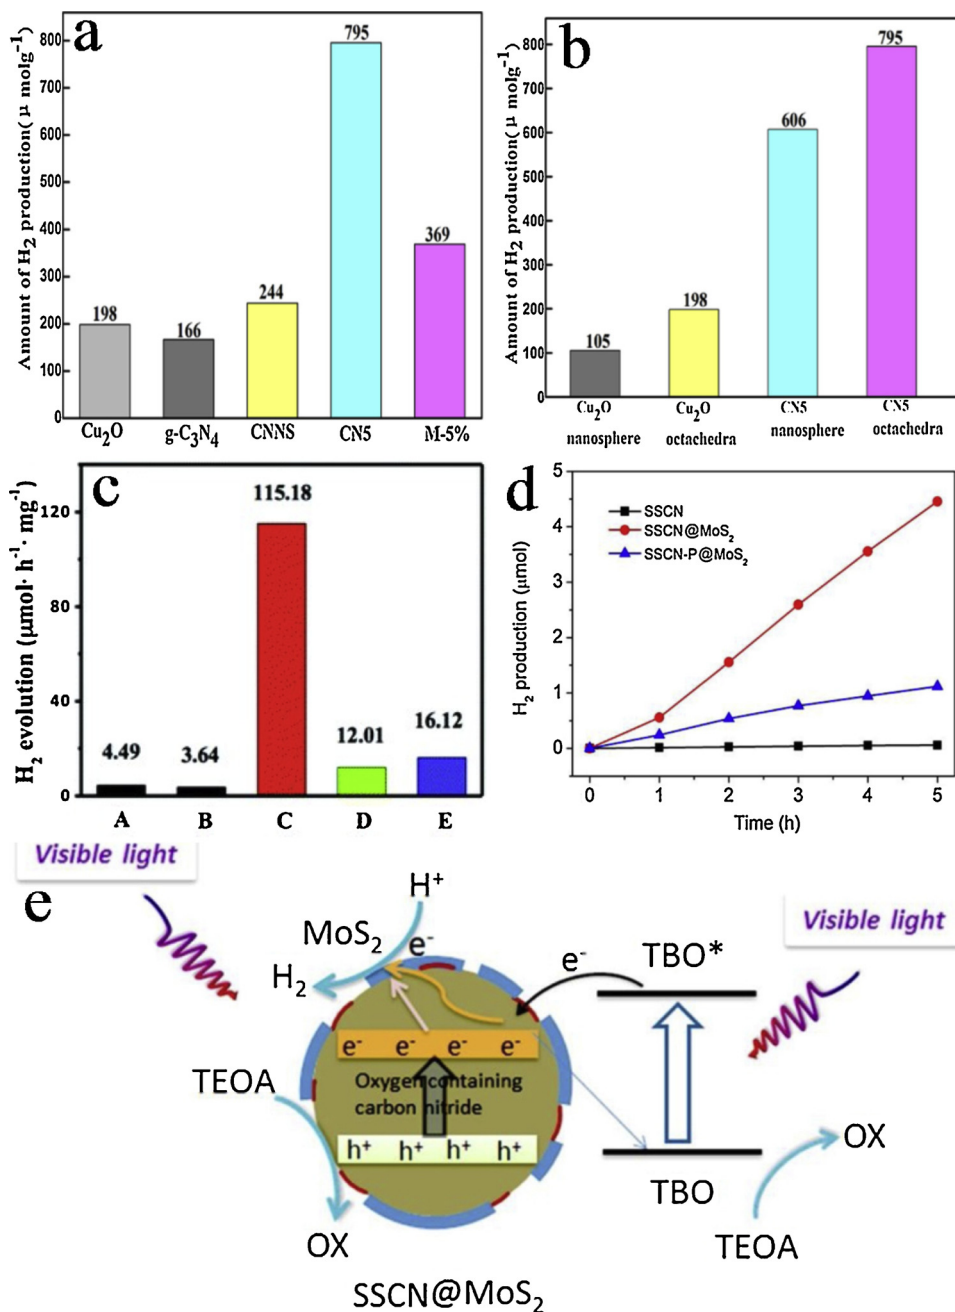 a
Amount of H₂ production( μ molg⁻¹)
800
700
600
500
400
300
200
100
0
198
166
244
795
369
Cu₂O g-C₃N₄ CNNS CN5 M-5%
b
Amount of H₂ production( μ molg⁻¹)
800
700
600
500
400
300
200
100
0
105
198
606
795
Cu₂O Cu₂O CN5 CN5
nanosphere octachedra nanosphere octachedra
c
H₂ evolution (μmol· h⁻¹· mg⁻¹)
120
80
40
0
4.49
3.64
115.18
12.01
16.12
A B C D E
d
H₂ production (μmol)
5
4
3
2
1
0
SSCN
SSCN@MoS₂
SSCN-P@MoS₂
0 1 2 3 4 5
Time (h)
e
Visible light
Visible light
H⁺
MoS₂
e⁻
H₂
e⁻
TBO*
e⁻ e⁻ e⁻ e⁻
Oxygen containing
carbon nitride
h⁺ h⁺ h⁺ h⁺
TEOA
OX
TBO
OX
TEOA
SSCN@MoS₂